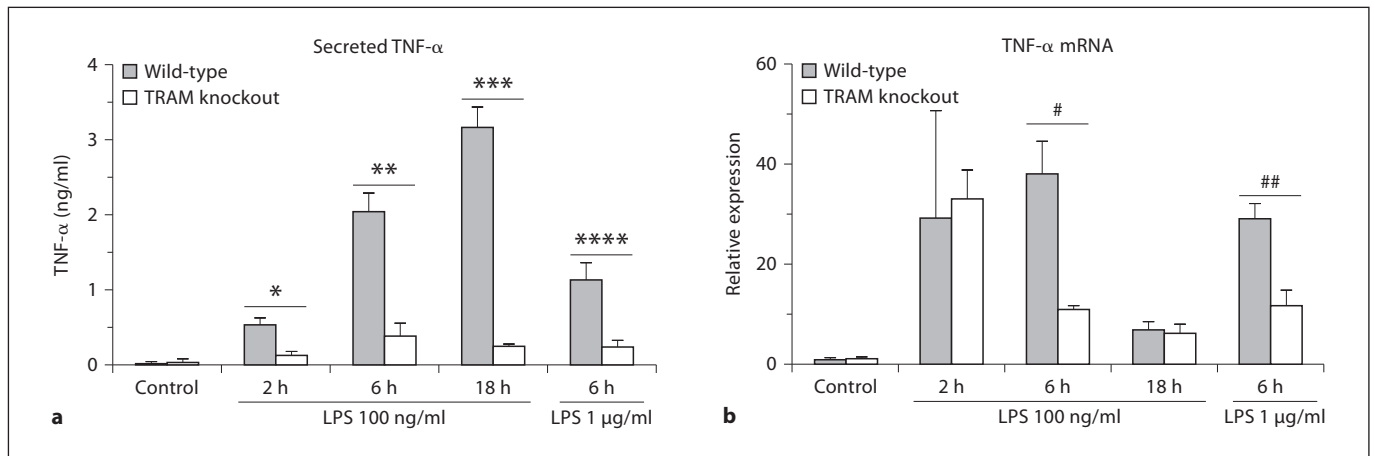 Secreted TNF-α
Wild-type
TRAM knockout
TNF-α (ng/ml)
4
3
2
1
0
*
**
***
****
Control
2 h
6 h
18 h
6 h
LPS 100 ng/ml
LPS 1 µg/ml
a
TNF-α mRNA
Wild-type
TRAM knockout
Relative expression
60
40
20
0
#
##
Control
2 h
6 h
18 h
6 h
LPS 100 ng/ml
LPS 1 µg/ml
b